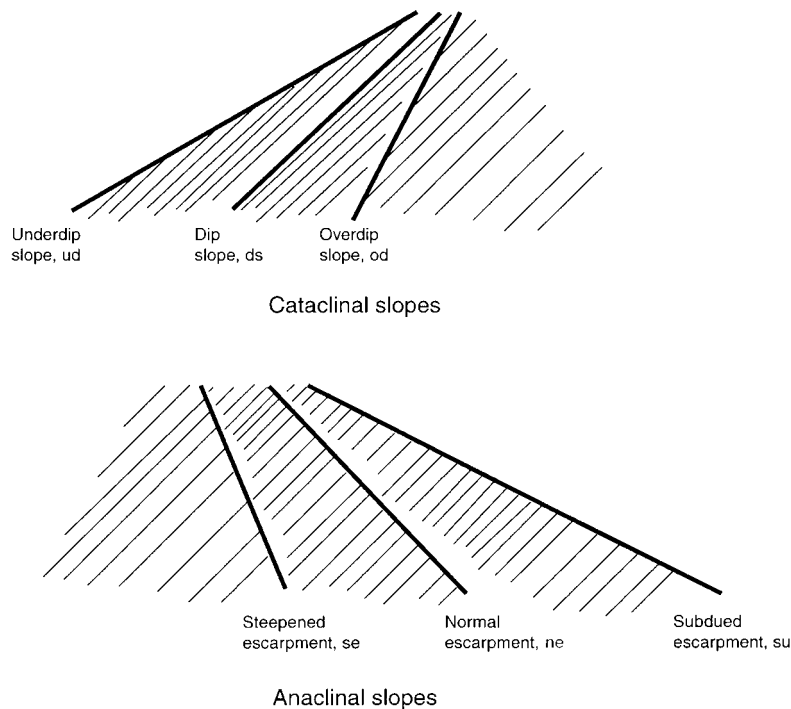 Underdip
slope, ud
Dip
slope, ds
Overdip
slope, od
Cataclinal slopes
Steepened
escarpment, se
Normal
escarpment, ne
Subdued
escarpment, su
Anaclinal slopes